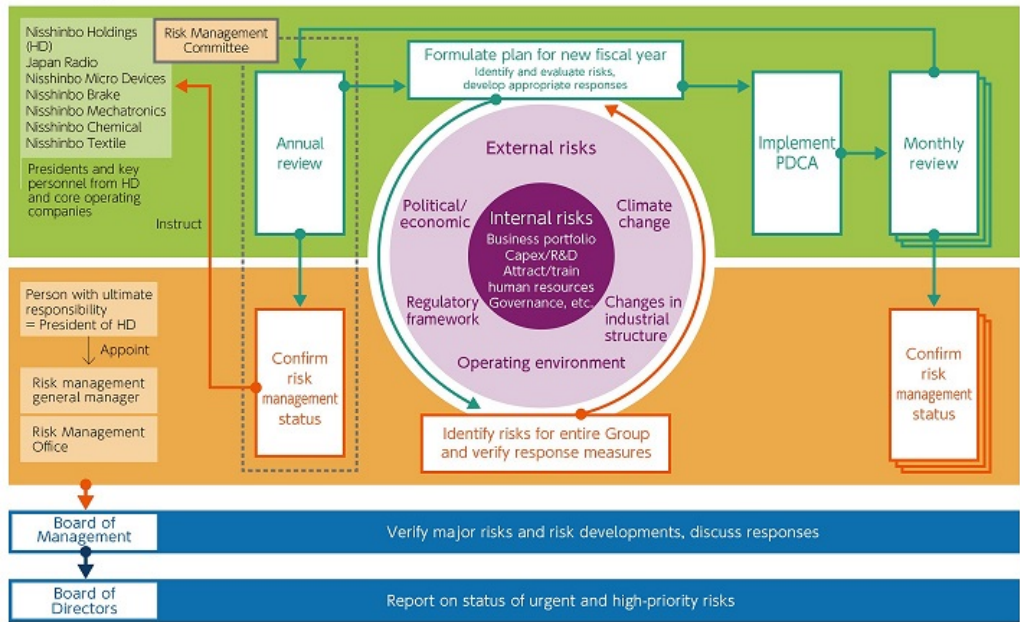 Nisshinbo Holdings
(HD)
Japan Radio
Nisshinbo Micro Devices
Nisshinbo Brake
Nisshinbo Mechatronics
Nisshinbo Chemical
Nisshinbo Textile
Presidents and key
personnel from HD
and core operating
companies
Risk Management
Committee
Annual
review
Formulate plan for new fiscal year
Identify and evaluate risks,
develop appropriate responses
Implement
PDCA
Monthly
review
Instruct
External risks
Political/
economic
Climate
change
Internal risks
Business portfolio
Capex/R&D
Attract/train
human resources
Governance, etc.
Regulatory
framework
Changes in
industrial
structure
Operating environment
Person with ultimate
responsibility
= President of HD
Appoint
Risk management
general manager
Risk Management
Office
Confirm
risk
management
status
Identify risks for entire Group
and verify response measures
Confirm
risk
management
status
Board of
Management
Verify major risks and risk developments, discuss responses
Board of
Directors
Report on status of urgent and high-priority risks